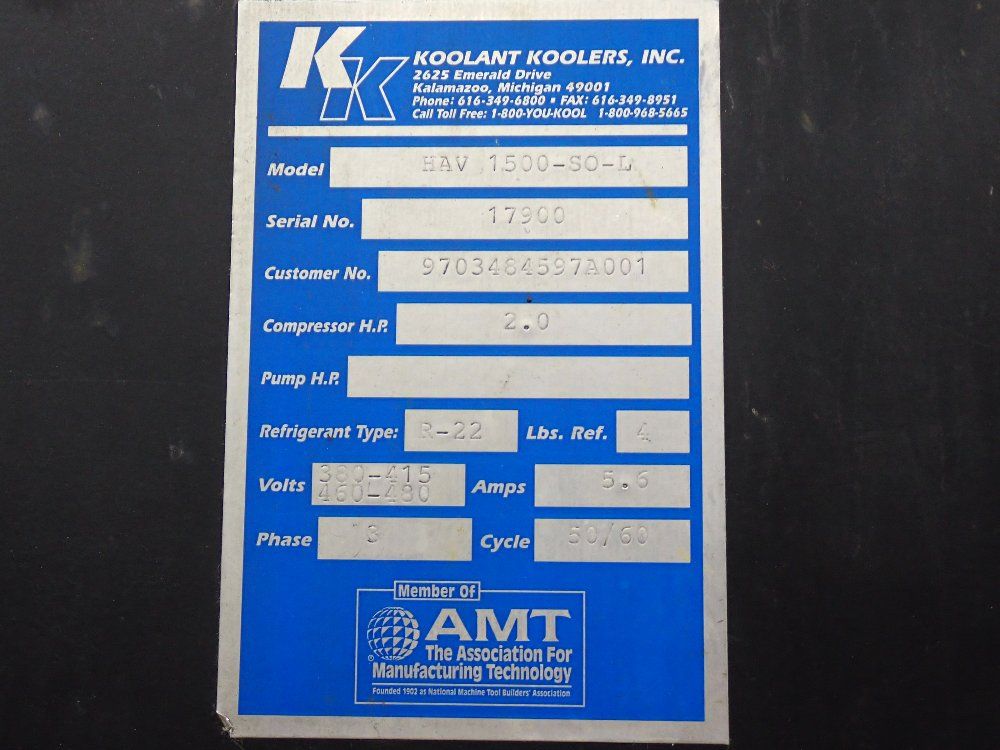 KK
KOOLANT KOOLERS, INC.
2625 Emerald Drive
Kalamazoo, Michigan 49001
Phone: 616-349-6800 ▪ FAX: 616-349-8951
Call Toll Free: 1-800-YOU-KOOL 1-800-968-5665
Model HAV 1500-SO-L
Serial No. 17900
Customer No. 9703484597A001
Compressor H.P. 2.0
Pump H.P.
Refrigerant Type: R-22 Lbs. Ref. 4
Volts 380-415 460-480 Amps 5.6
Phase 3 Cycle 50/60
Member Of
AMT
The Association For
Manufacturing Technology
Founded 1902 as National Machine Tool Builders' Association